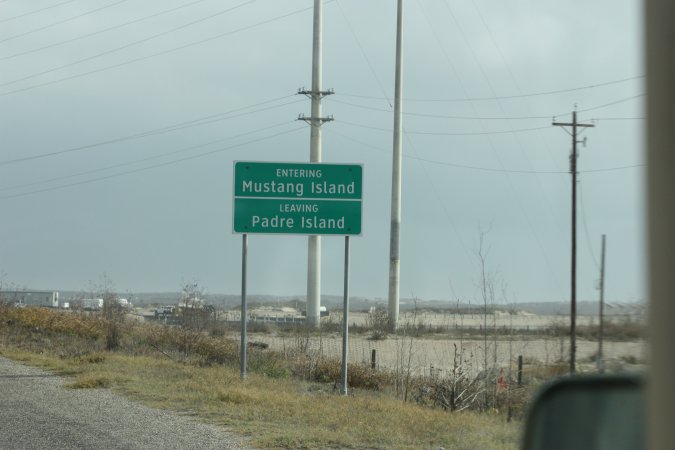 ENTERING
Mustang Island
LEAVING
Padre Island